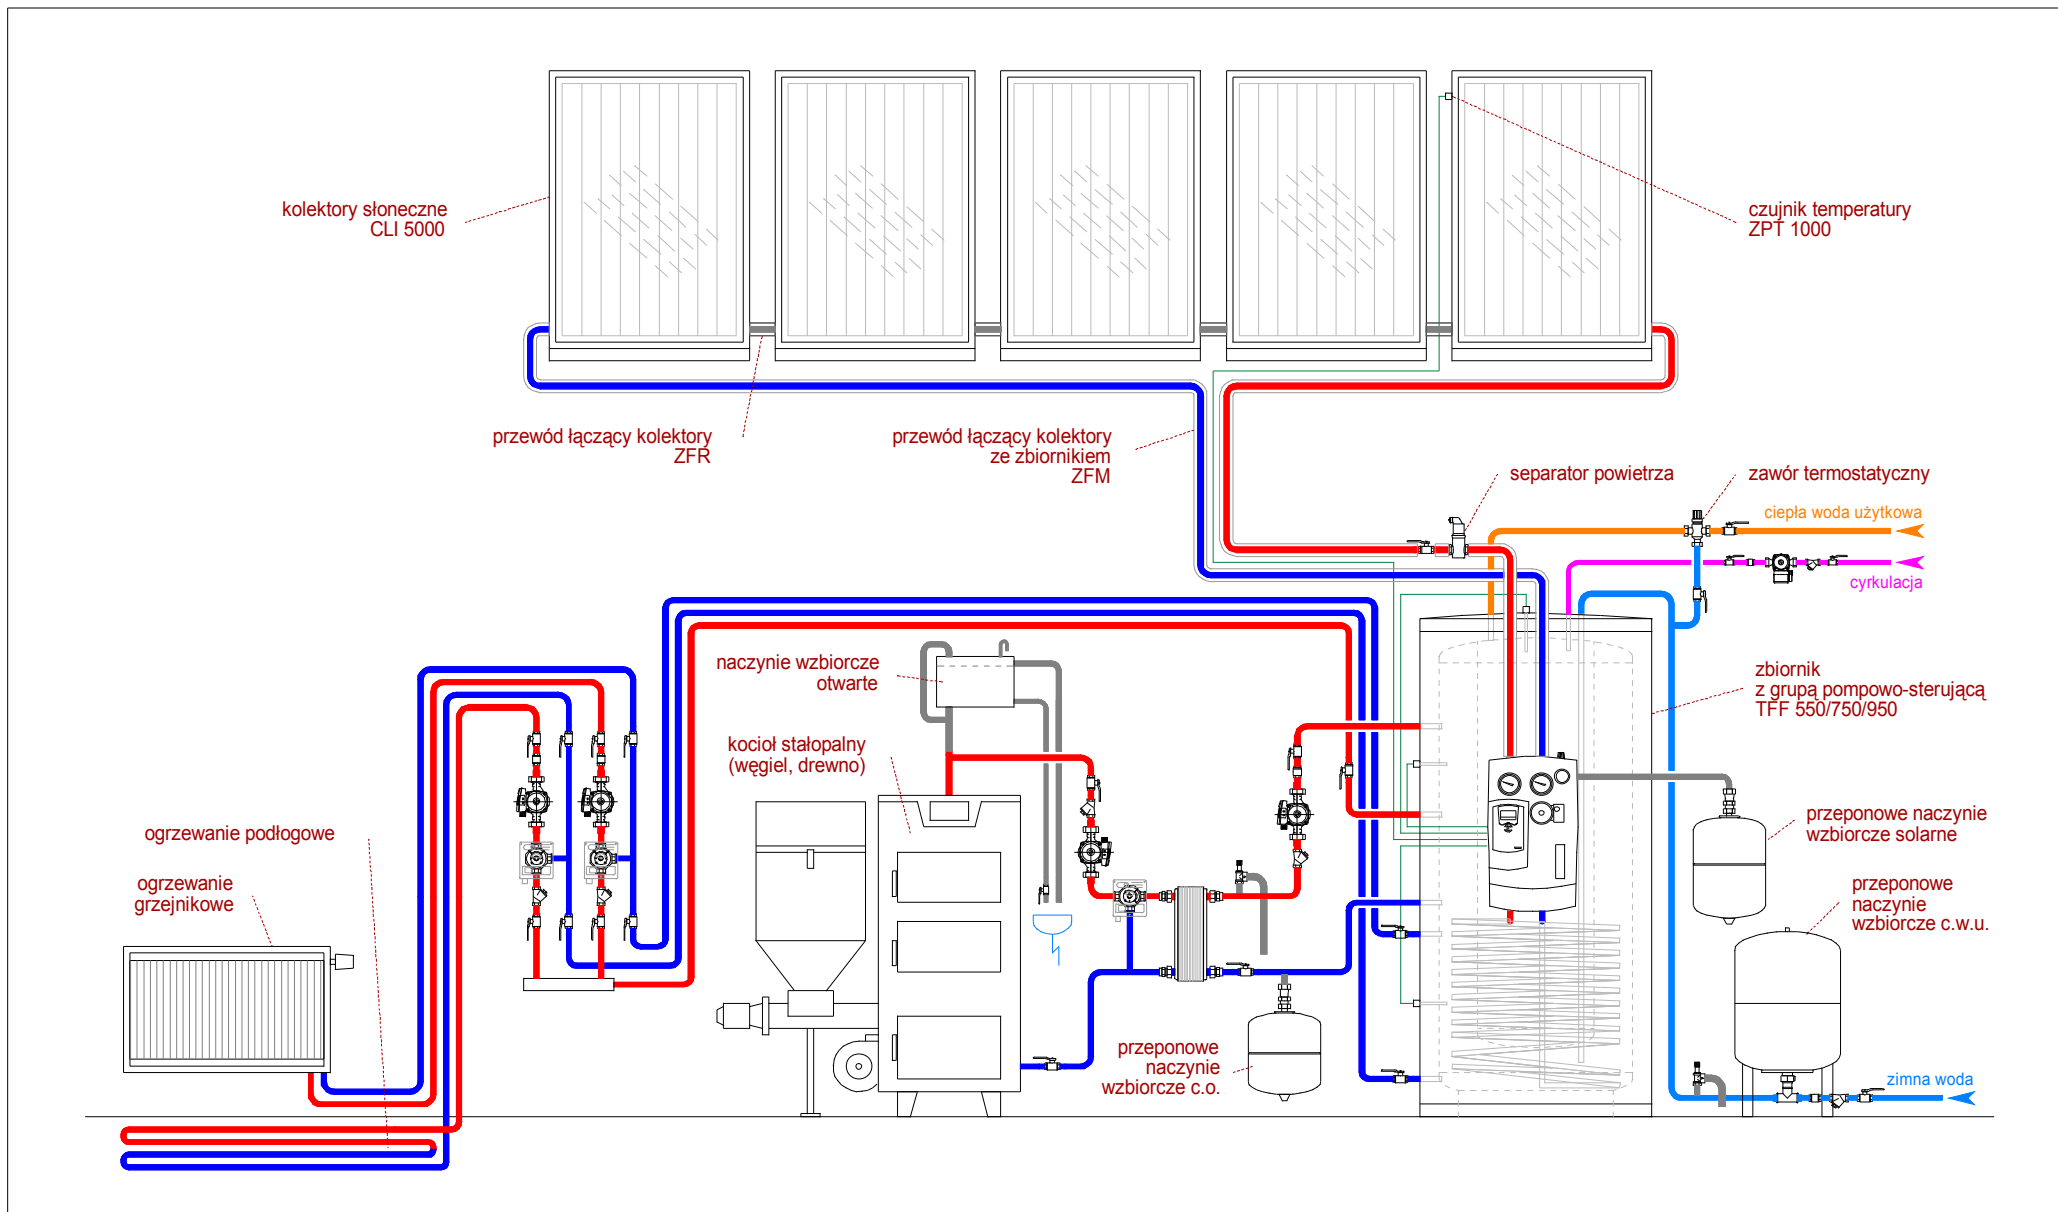 kolektory słoneczne
CLI 5000
czujnik temperatury
ZPT 1000
przewód łączący kolektory
ZFR
przewód łączący kolektory
ze zbiornikiem
ZFM
separator powietrza
zawór termostatyczny
ciepła woda użytkowa
cyrkulacja
naczynie wzbiorcze
otwarte
zbiornik
z grupą pompowo-sterującą
TFF 550/750/950
kocioł stałopalny
(węgiel, drewno)
ogrzewanie podłogowe
przeponowe naczynie
wzbiorcze solarne
ogrzewanie
grzejnikowe
przeponowe
naczynie
wzbiorcze c.w.u.
przeponowe
naczynie
wzbiorcze c.o.
zimna woda